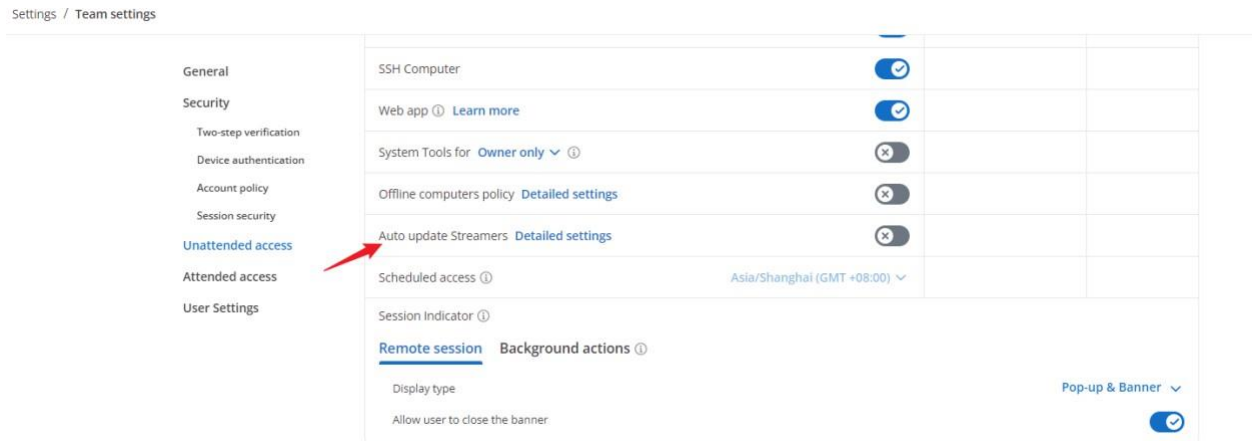 Settings / Team settings
General
Security
Two-step verification
Device authentication
Account policy
Session security
Unattended access
Attended access
User Settings
SSH Computer
Web app Learn more
System Tools for Owner only
Offline computers policy Detailed settings
Auto update Streamers Detailed settings
Scheduled access Asia/Shanghai (GMT +08:00)
Session Indicator
Remote session Background actions
Display type Pop-up & Banner
Allow user to close the banner